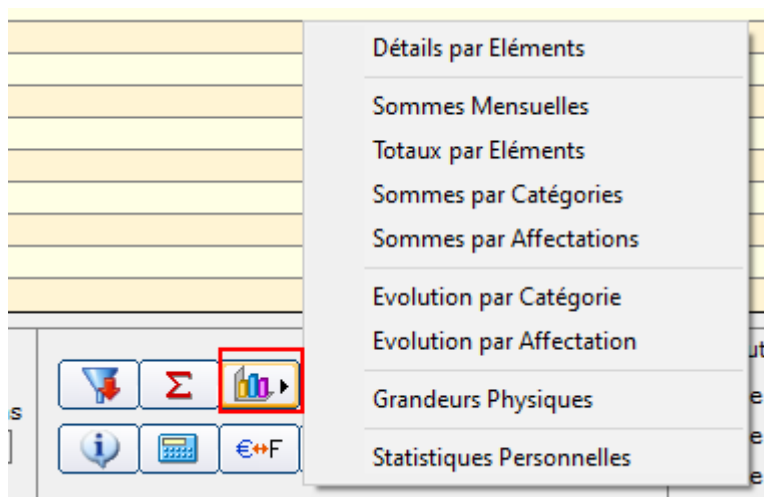 Détails par Eléments
Sommes Mensuelles
Totaux par Eléments
Sommes par Catégories
Sommes par Affectations
Evolution par Catégorie
Evolution par Affectation
Grandeurs Physiques
Statistiques Personnelles
Σ
€↔F